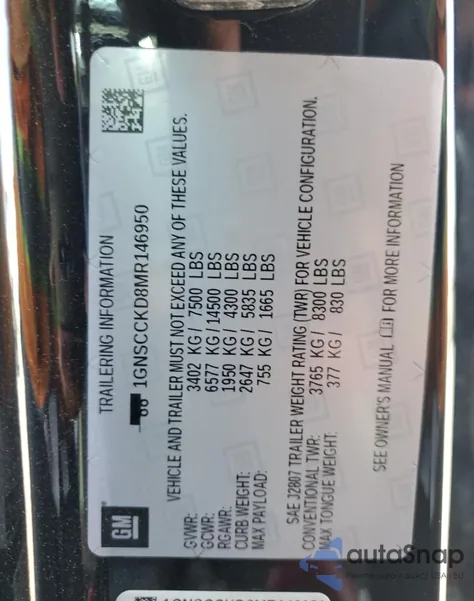 GM
TRAILERING INFORMATION
1GNSCCKD8MR146950
VEHICLE AND TRAILER MUST NOT EXCEED ANY OF THESE VALUES.
GVWR: 3402 KG / 7500 LBS
GCWR: 6577 KG / 14500 LBS
RGAWR: 1950 KG / 4300 LBS
CURB WEIGHT: 2647 KG / 5835 LBS
MAX PAYLOAD: 755 KG / 1665 LBS
SAE J2807 TRAILER WEIGHT RATING (TWR) FOR VEHICLE CONFIGURATION.
CONVENTIONAL TWR: 3765 KG / 8300 LBS
MAX TONGUE WEIGHT: 377 KG / 830 LBS
SEE OWNER'S MANUAL FOR MORE INFORMATION
autoSnap